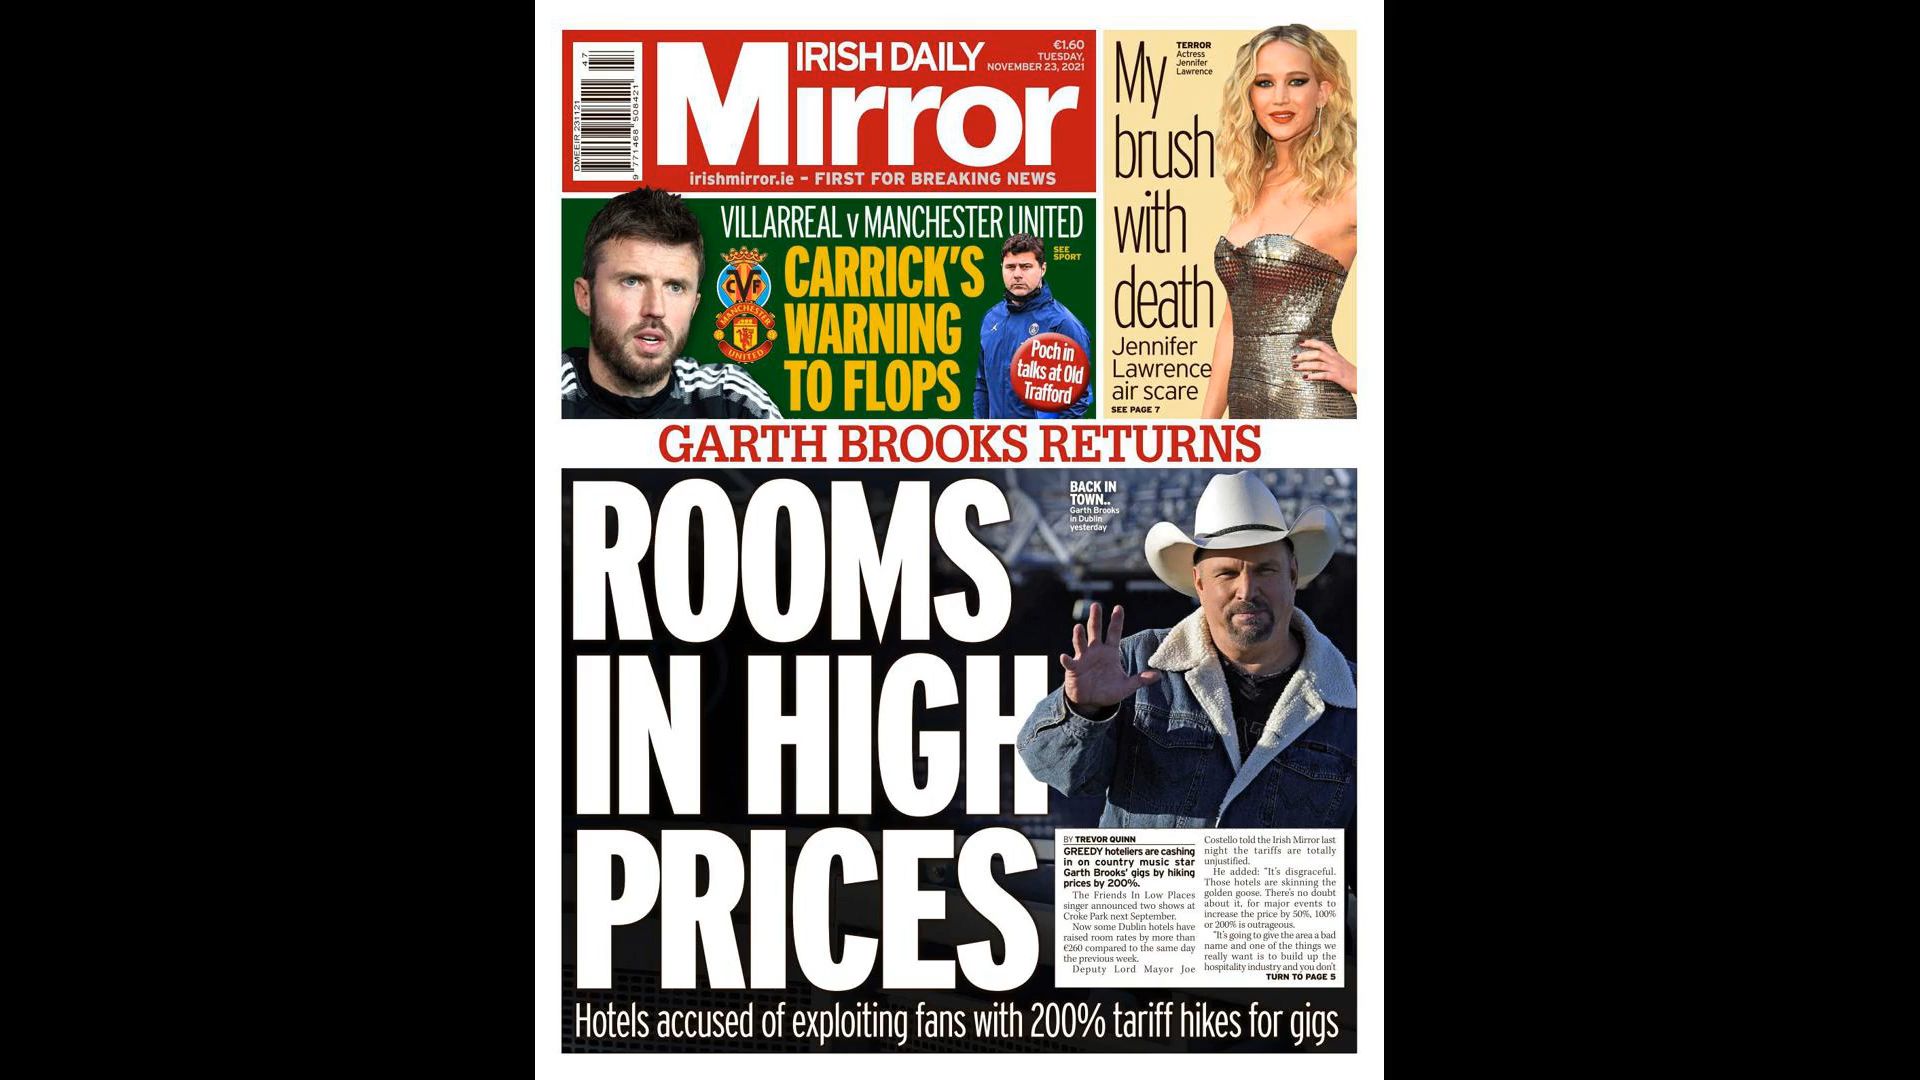 47
DMEEIR 231121
9 771468 508421
IRISH DAILY
€1.60
TUESDAY,
NOVEMBER 23, 2021
Mirror
irishmirror.ie – FIRST FOR BREAKING NEWS
My
brush
with
death
TERROR
Actress
Jennifer
Lawrence
Jennifer
Lawrence
air scare
SEE PAGE 7
VILLARREAL v MANCHESTER UNITED
CARRICK'S
WARNING
TO FLOPS
SEE
SPORT
CVF
MANCHESTER
UNITED
Poch in
talks at Old
Trafford
GARTH BROOKS RETURNS
ROOMS
IN HIGH
PRICES
BACK IN
TOWN..
Garth Brooks
in Dublin
yesterday
BY TREVOR QUINN
GREEDY hoteliers are cashing
in on country music star
Garth Brooks' gigs by hiking
prices by 200%.
The Friends In Low Places
singer announced two shows at
Croke Park next September.
Now some Dublin hotels have
raised room rates by more than
€260 compared to the same day
the previous week.
Deputy Lord Mayor Joe
Costello told the Irish Mirror last
night the tariffs are totally
unjustified.
He added: "It's disgraceful.
Those hotels are skinning the
golden goose. There's no doubt
about it, for major events to
increase the price by 50%, 100%
or 200% is outrageous.
"It's going to give the area a bad
name and one of the things we
really want is to build up the
hospitality industry and you don't
TURN TO PAGE 5
Hotels accused of exploiting fans with 200% tariff hikes for gigs